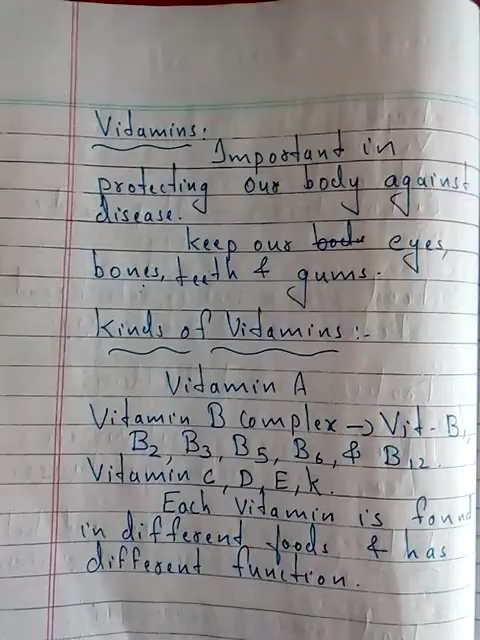 Vitamins:
Important in
protecting our body against
disease.
keep our eyes,
bones, teeth & gums.
Kinds of Vitamins :-
Vitamin A
Vitamin B complex → Vit-B1,
B2, B3, B5, B6, & B12.
Vitamin C, D, E, K.
Each Vitamin is found
in different foods & has
different function.